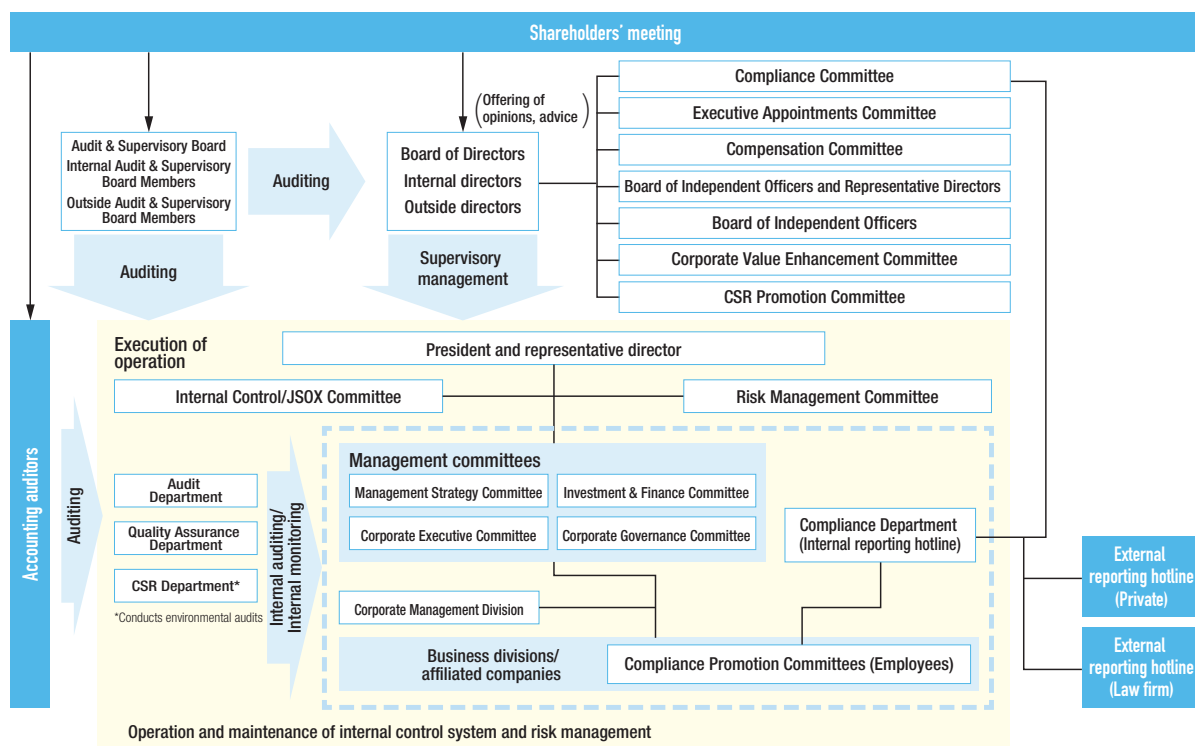 Shareholders' meeting
(Offering of
opinions, advice)
Compliance Committee
Executive Appointments Committee
Compensation Committee
Board of Independent Officers and Representative Directors
Board of Independent Officers
Corporate Value Enhancement Committee
CSR Promotion Committee
Audit & Supervisory Board
Internal Audit & Supervisory
Board Members
Outside Audit & Supervisory
Board Members
Auditing
Board of Directors
Internal directors
Outside directors
Auditing
Supervisory
management
Accounting auditors
Auditing
Execution of
operation
President and representative director
Internal Control/JSOX Committee
Risk Management Committee
Audit
Department
Quality Assurance
Department
CSR Department*
*Conducts environmental audits
Internal auditing/
Internal monitoring
Management committees
Management Strategy Committee
Investment & Finance Committee
Corporate Executive Committee
Corporate Governance Committee
Compliance Department
(Internal reporting hotline)
Corporate Management Division
Business divisions/
affiliated companies
Compliance Promotion Committees (Employees)
External
reporting hotline
(Private)
External
reporting hotline
(Law firm)
Operation and maintenance of internal control system and risk management